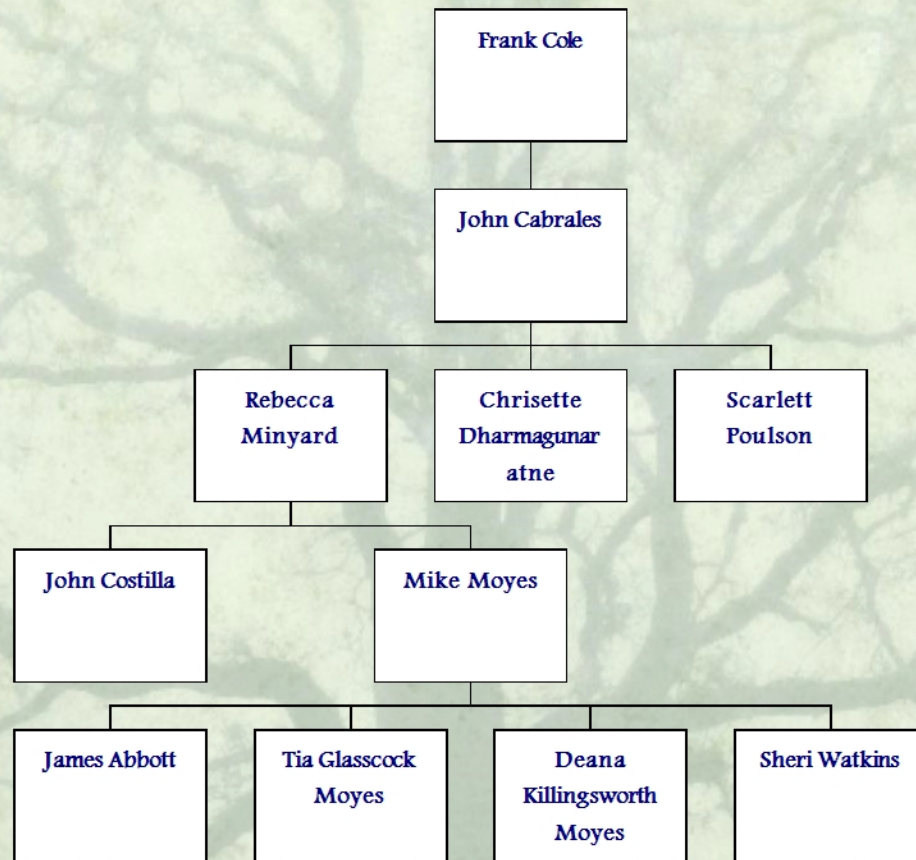 Frank Cole
John Cabrales
Rebecca
Minyard
Chrisette
Dharmagunar
atne
Scarlett
Poulson
John Costilla
Mike Moyes
James Abbott
Tia Glasscock
Moyes
Deana
Killingsworth
Moyes
Sheri Watkins